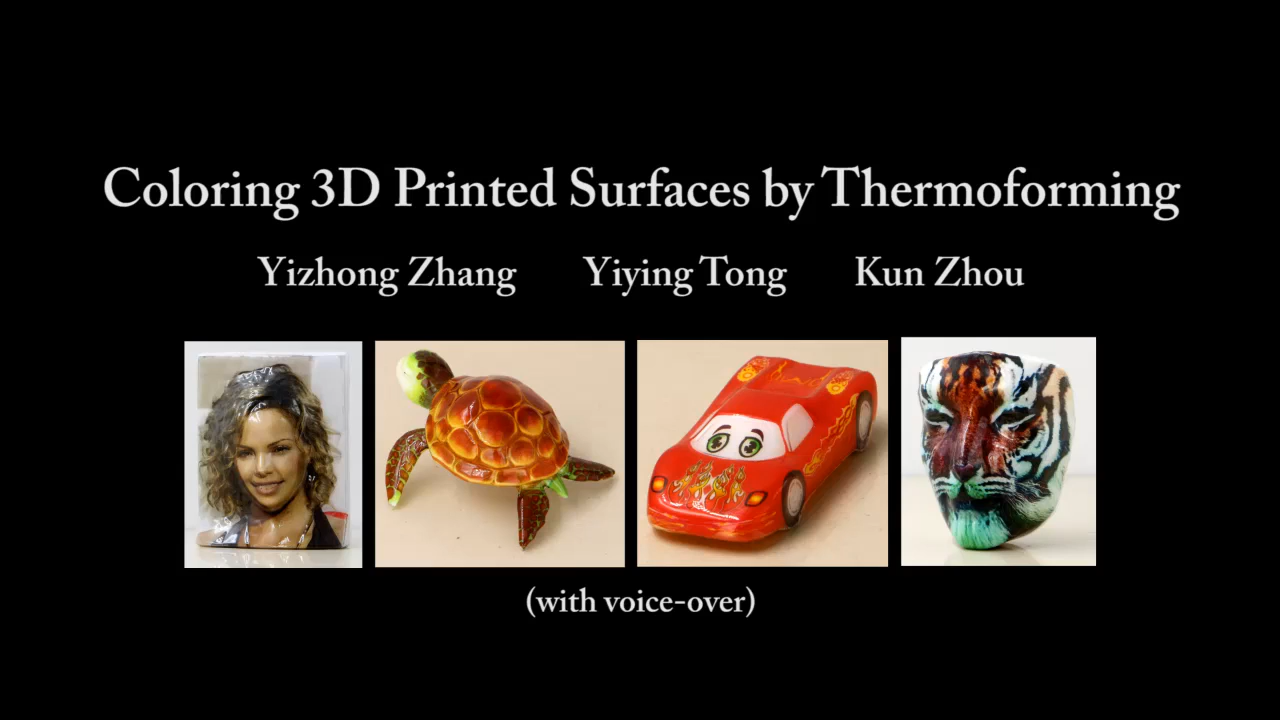 Coloring 3D Printed Surfaces by Thermoforming
Yizhong Zhang Yiying Tong Kun Zhou
(with voice-over)